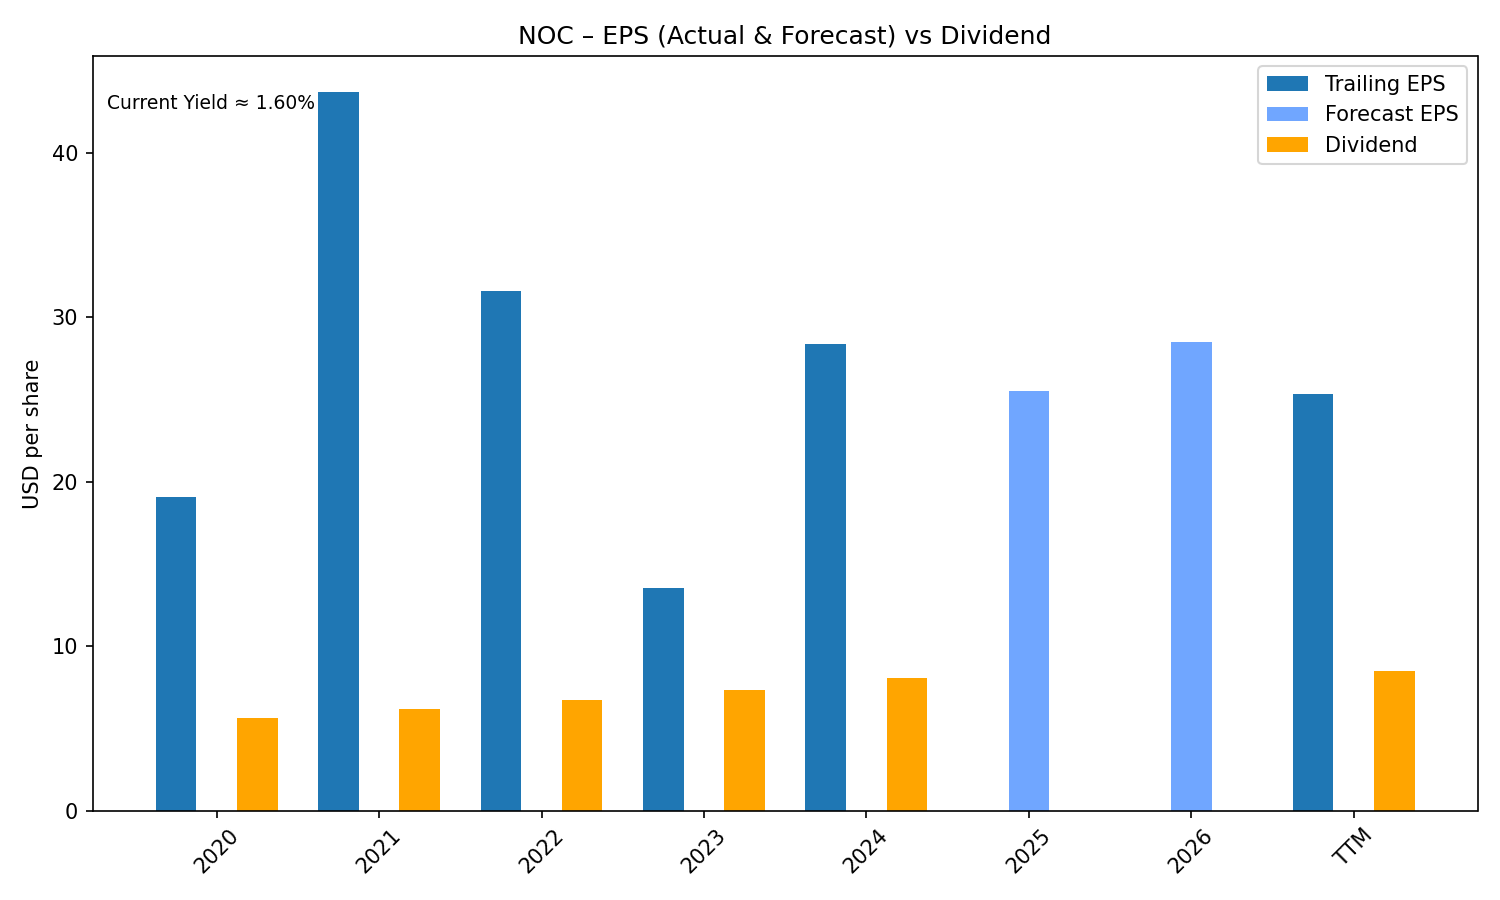 NOC – EPS (Actual & Forecast) vs Dividend
Current Yield ≈ 1.60%
Trailing EPS
Forecast EPS
Dividend
USD per share
40
30
20
10
0
2020
2021
2022
2023
2024
2025
2026
TTM